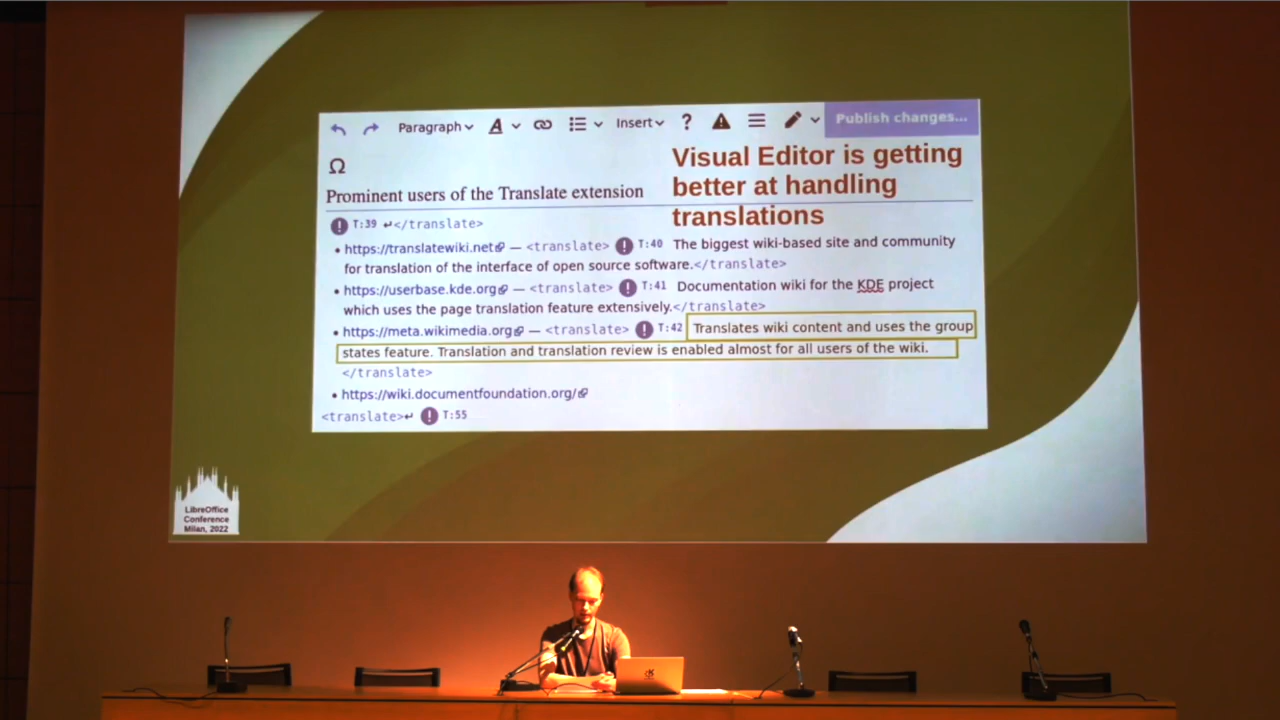 Paragraph
A
Insert
?
Publish changes...
Ω
Visual Editor is getting
better at handling
translations
Prominent users of the Translate extension
T:39 ↵</translate>
• https://translatewiki.net — <translate> ! T:40 The biggest wiki-based site and community
for translation of the interface of open source software.</translate>
• https://userbase.kde.org — <translate> ! T:41 Documentation wiki for the KDE project
which uses the page translation feature extensively.</translate>
• https://meta.wikimedia.org — <translate> ! T:42 Translates wiki content and uses the group
states feature. Translation and translation review is enabled almost for all users of the wiki.
</translate>
• https://wiki.documentfoundation.org/
<translate>↵ ! T:55
LibreOffice
Conference
Milan, 2022